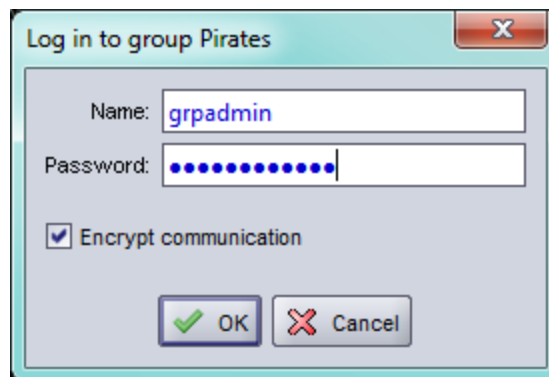 Log in to group Pirates
Name: grpadmin
Password: ●●●●●●●●●●●●
Encrypt communication
OK Cancel